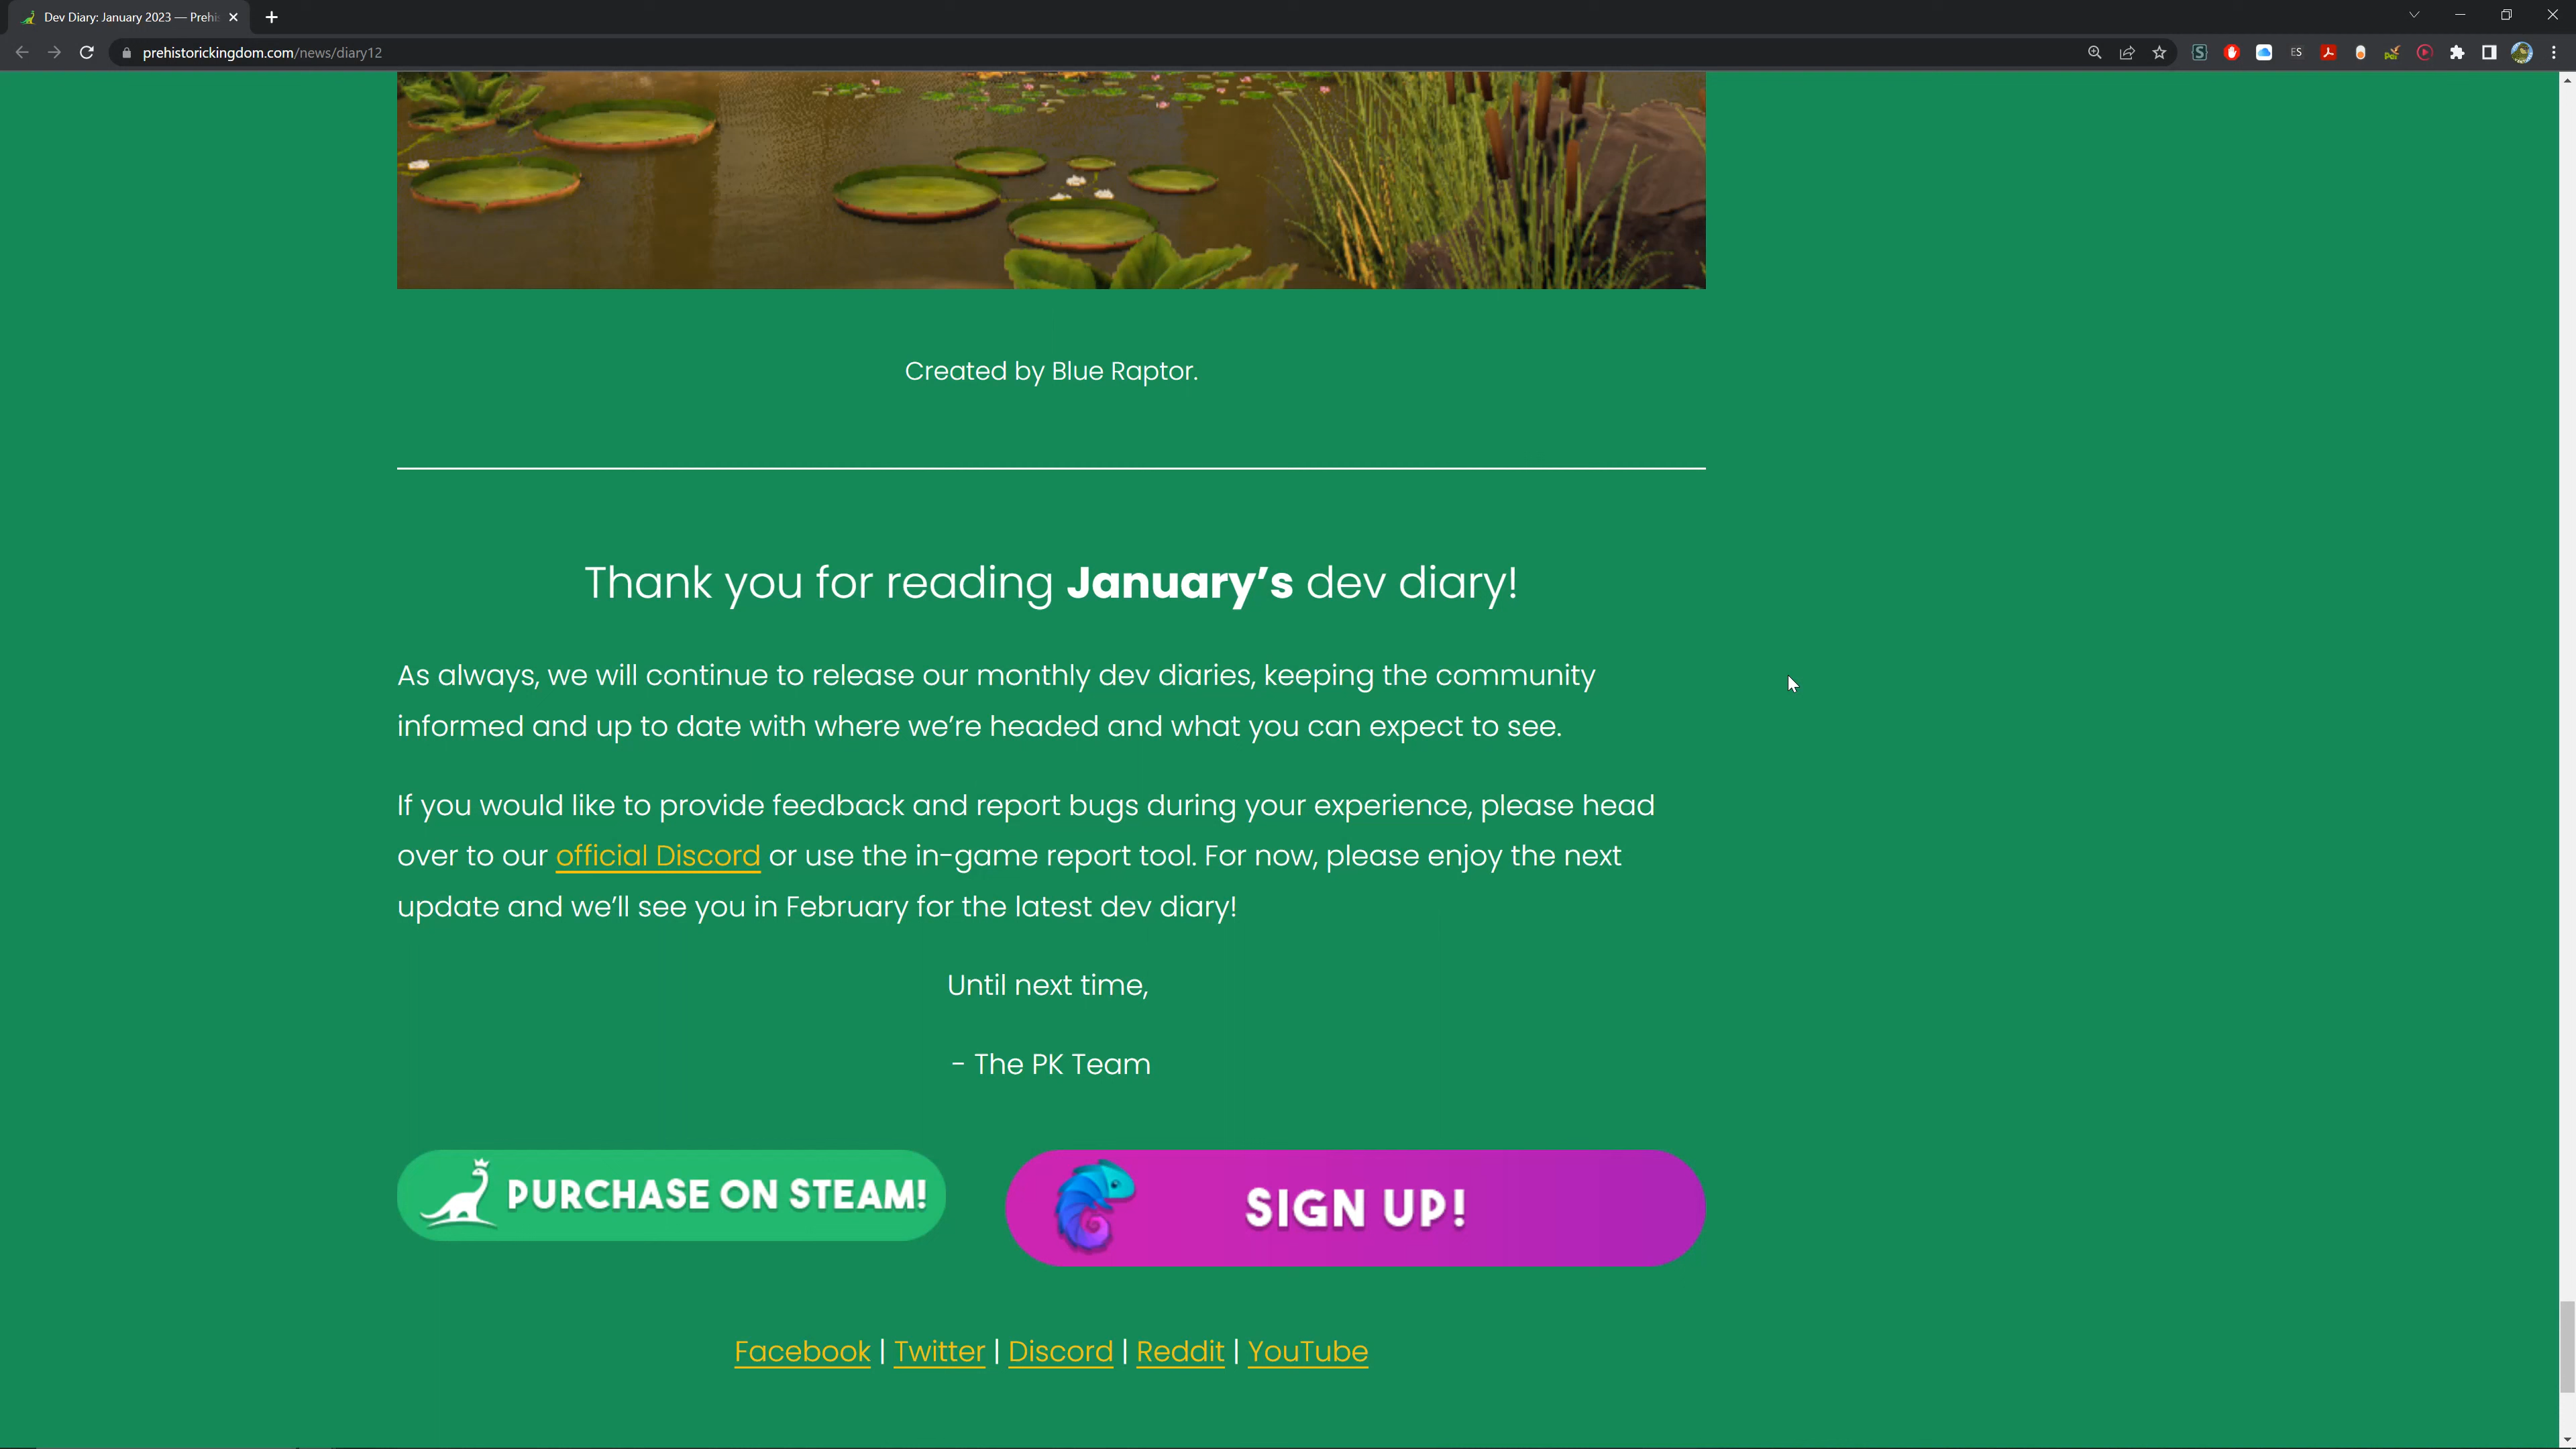 Dev Diary: January 2023 — Prehi
prehistorickingdom.com/news/diary12
ES
Created by Blue Raptor.
Thank you for reading January's dev diary!
As always, we will continue to release our monthly dev diaries, keeping the community
informed and up to date with where we're headed and what you can expect to see.
If you would like to provide feedback and report bugs during your experience, please head
over to our official Discord or use the in-game report tool. For now, please enjoy the next
update and we'll see you in February for the latest dev diary!
Until next time,
- The PK Team
PURCHASE ON STEAM!
SIGN UP!
Facebook | Twitter | Discord | Reddit | YouTube